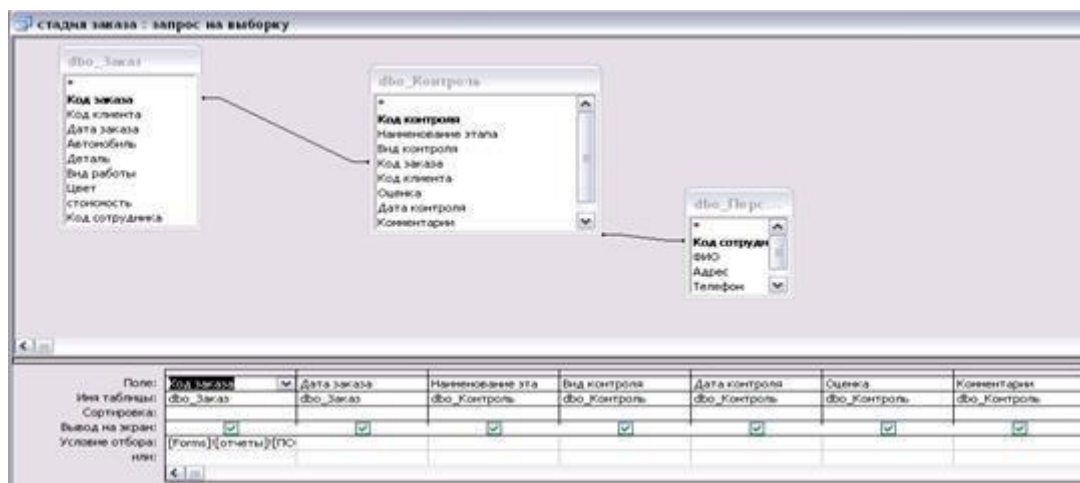 стадия заказа : запрос на выборку
dbo_Заказ
*
Код заказа
Код клиента
Дата заказа
Автомобиль
Деталь
Вид работы
Цвет
стоимость
Код сотрудника
dbo_Контроль
*
Код контроля
Наименование этапа
Вид контроля
Код заказа
Код клиента
Оценка
Дата контроля
Комментарии
dbo_Перс...
*
Код сотрудн
ФИО
Адрес
Телефон
Поле: Код заказа Дата заказа Наименование эта Вид контроля Дата контроля Оценка Комментарии
Имя таблицы: dbo_Заказ dbo_Заказ dbo_Контроль dbo_Контроль dbo_Контроль dbo_Контроль dbo_Контроль
Сортировка:
Вывод на экран:
Условие отбора: [Forms]![отчеты]![ПО
или: